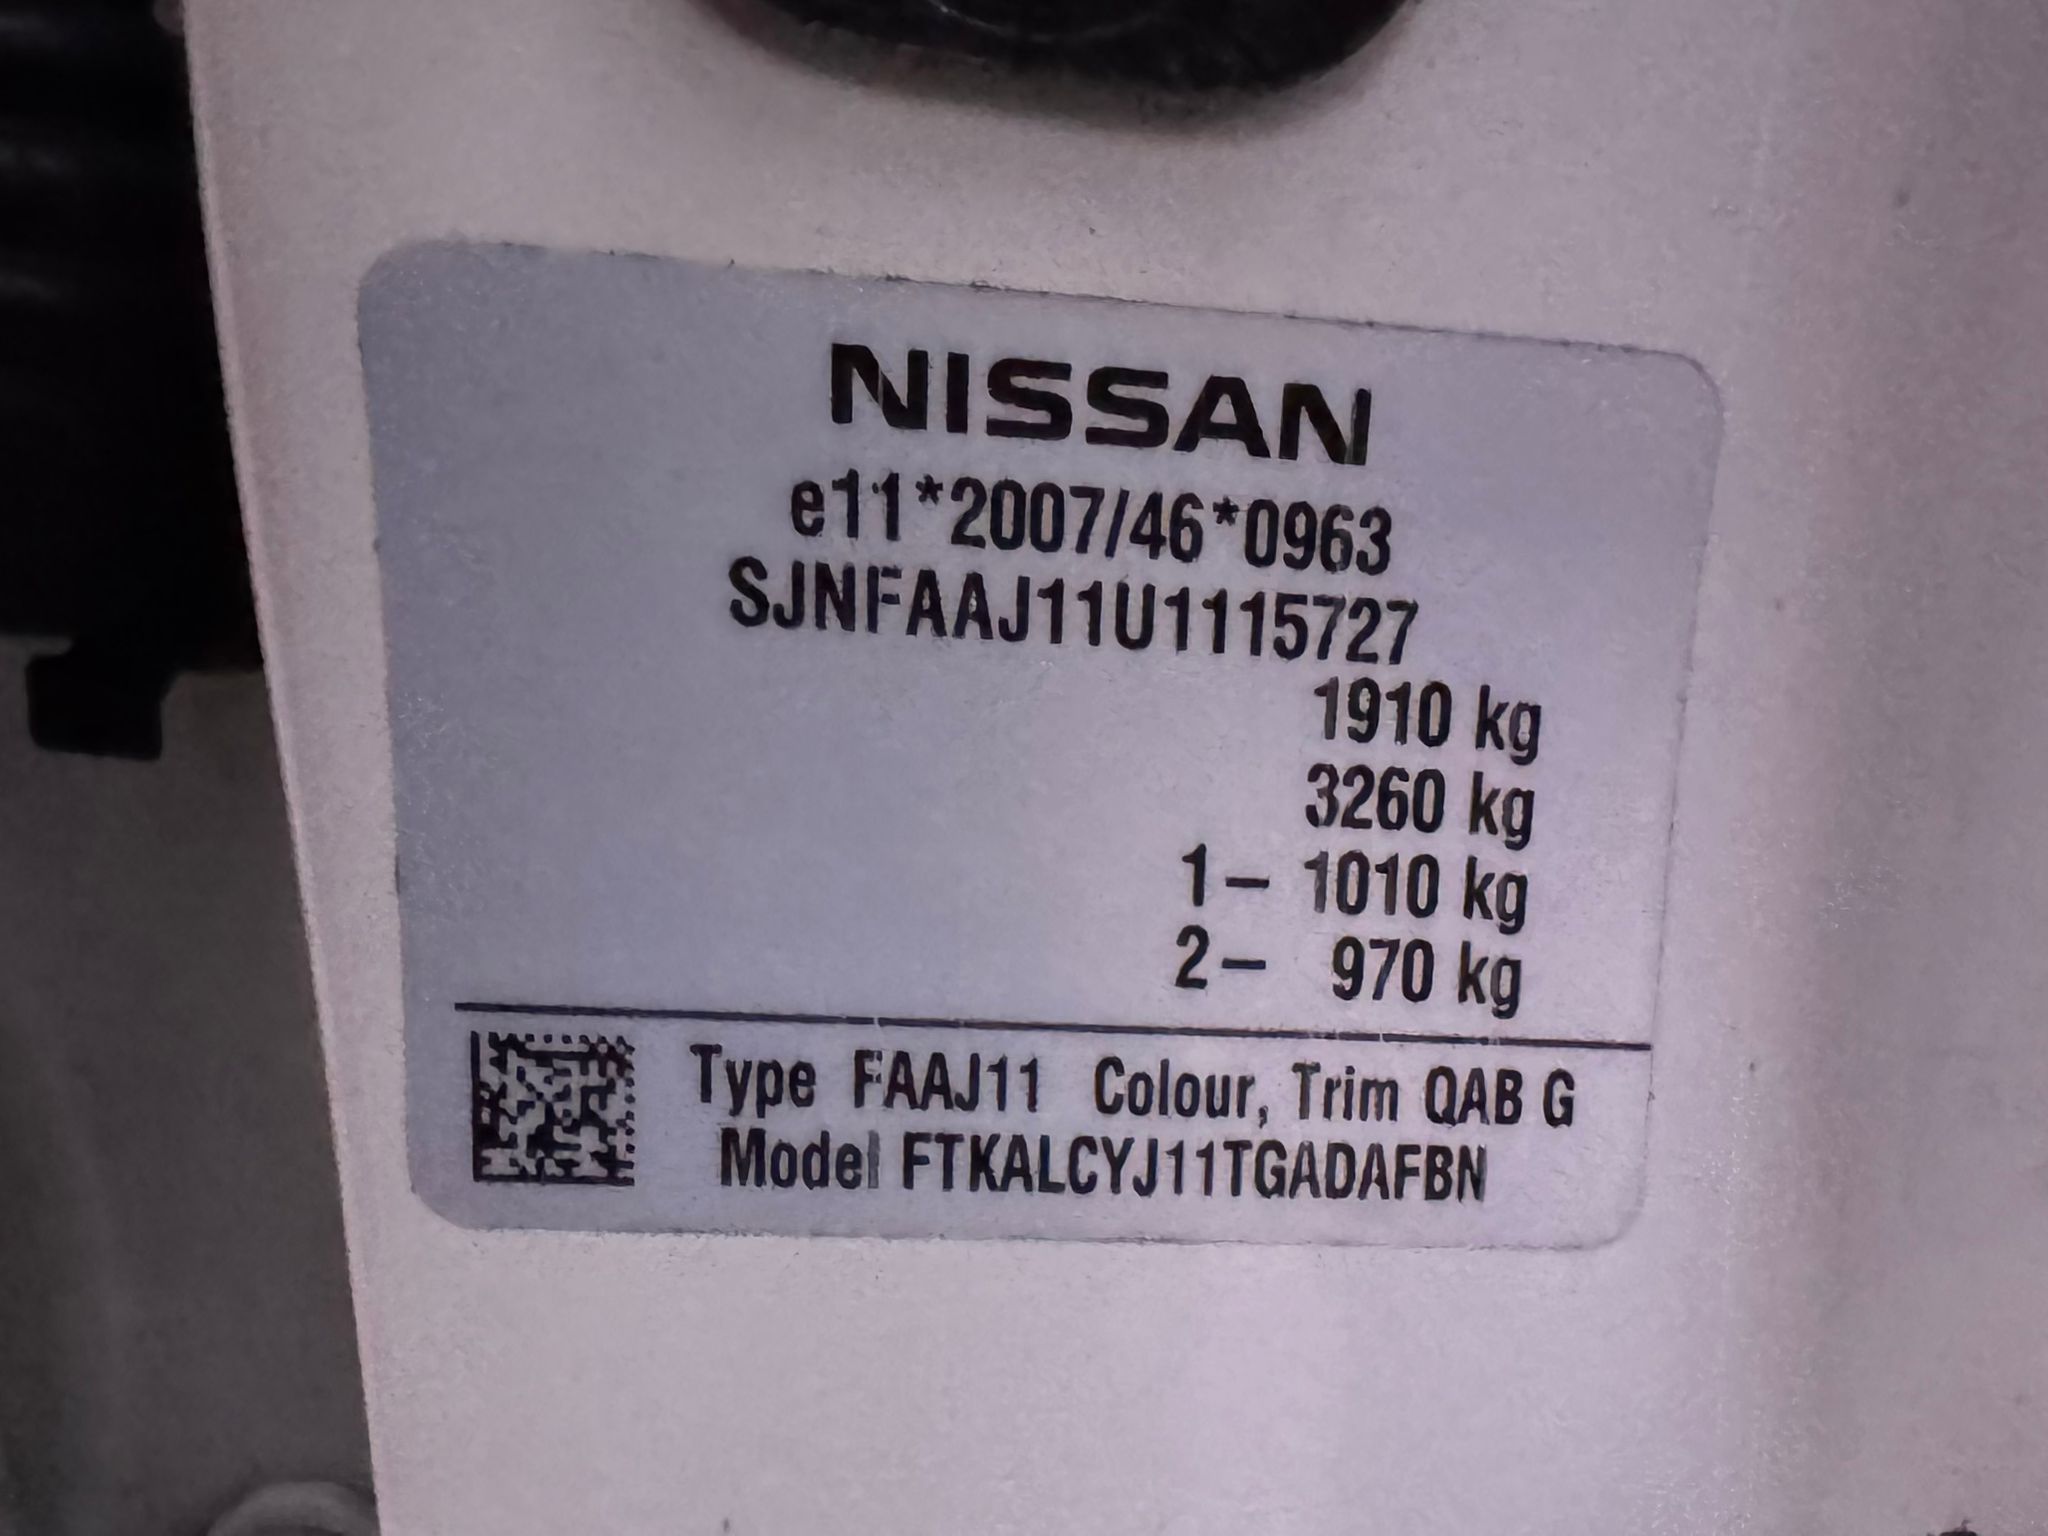 NISSAN
e11*2007/46*0963
SJNFAAJ11U1115727
1910 kg
3260 kg
1- 1010 kg
2- 970 kg
Type FAAJ11 Colour, Trim QAB G
Model FTKALCYJ11TGADAFBN